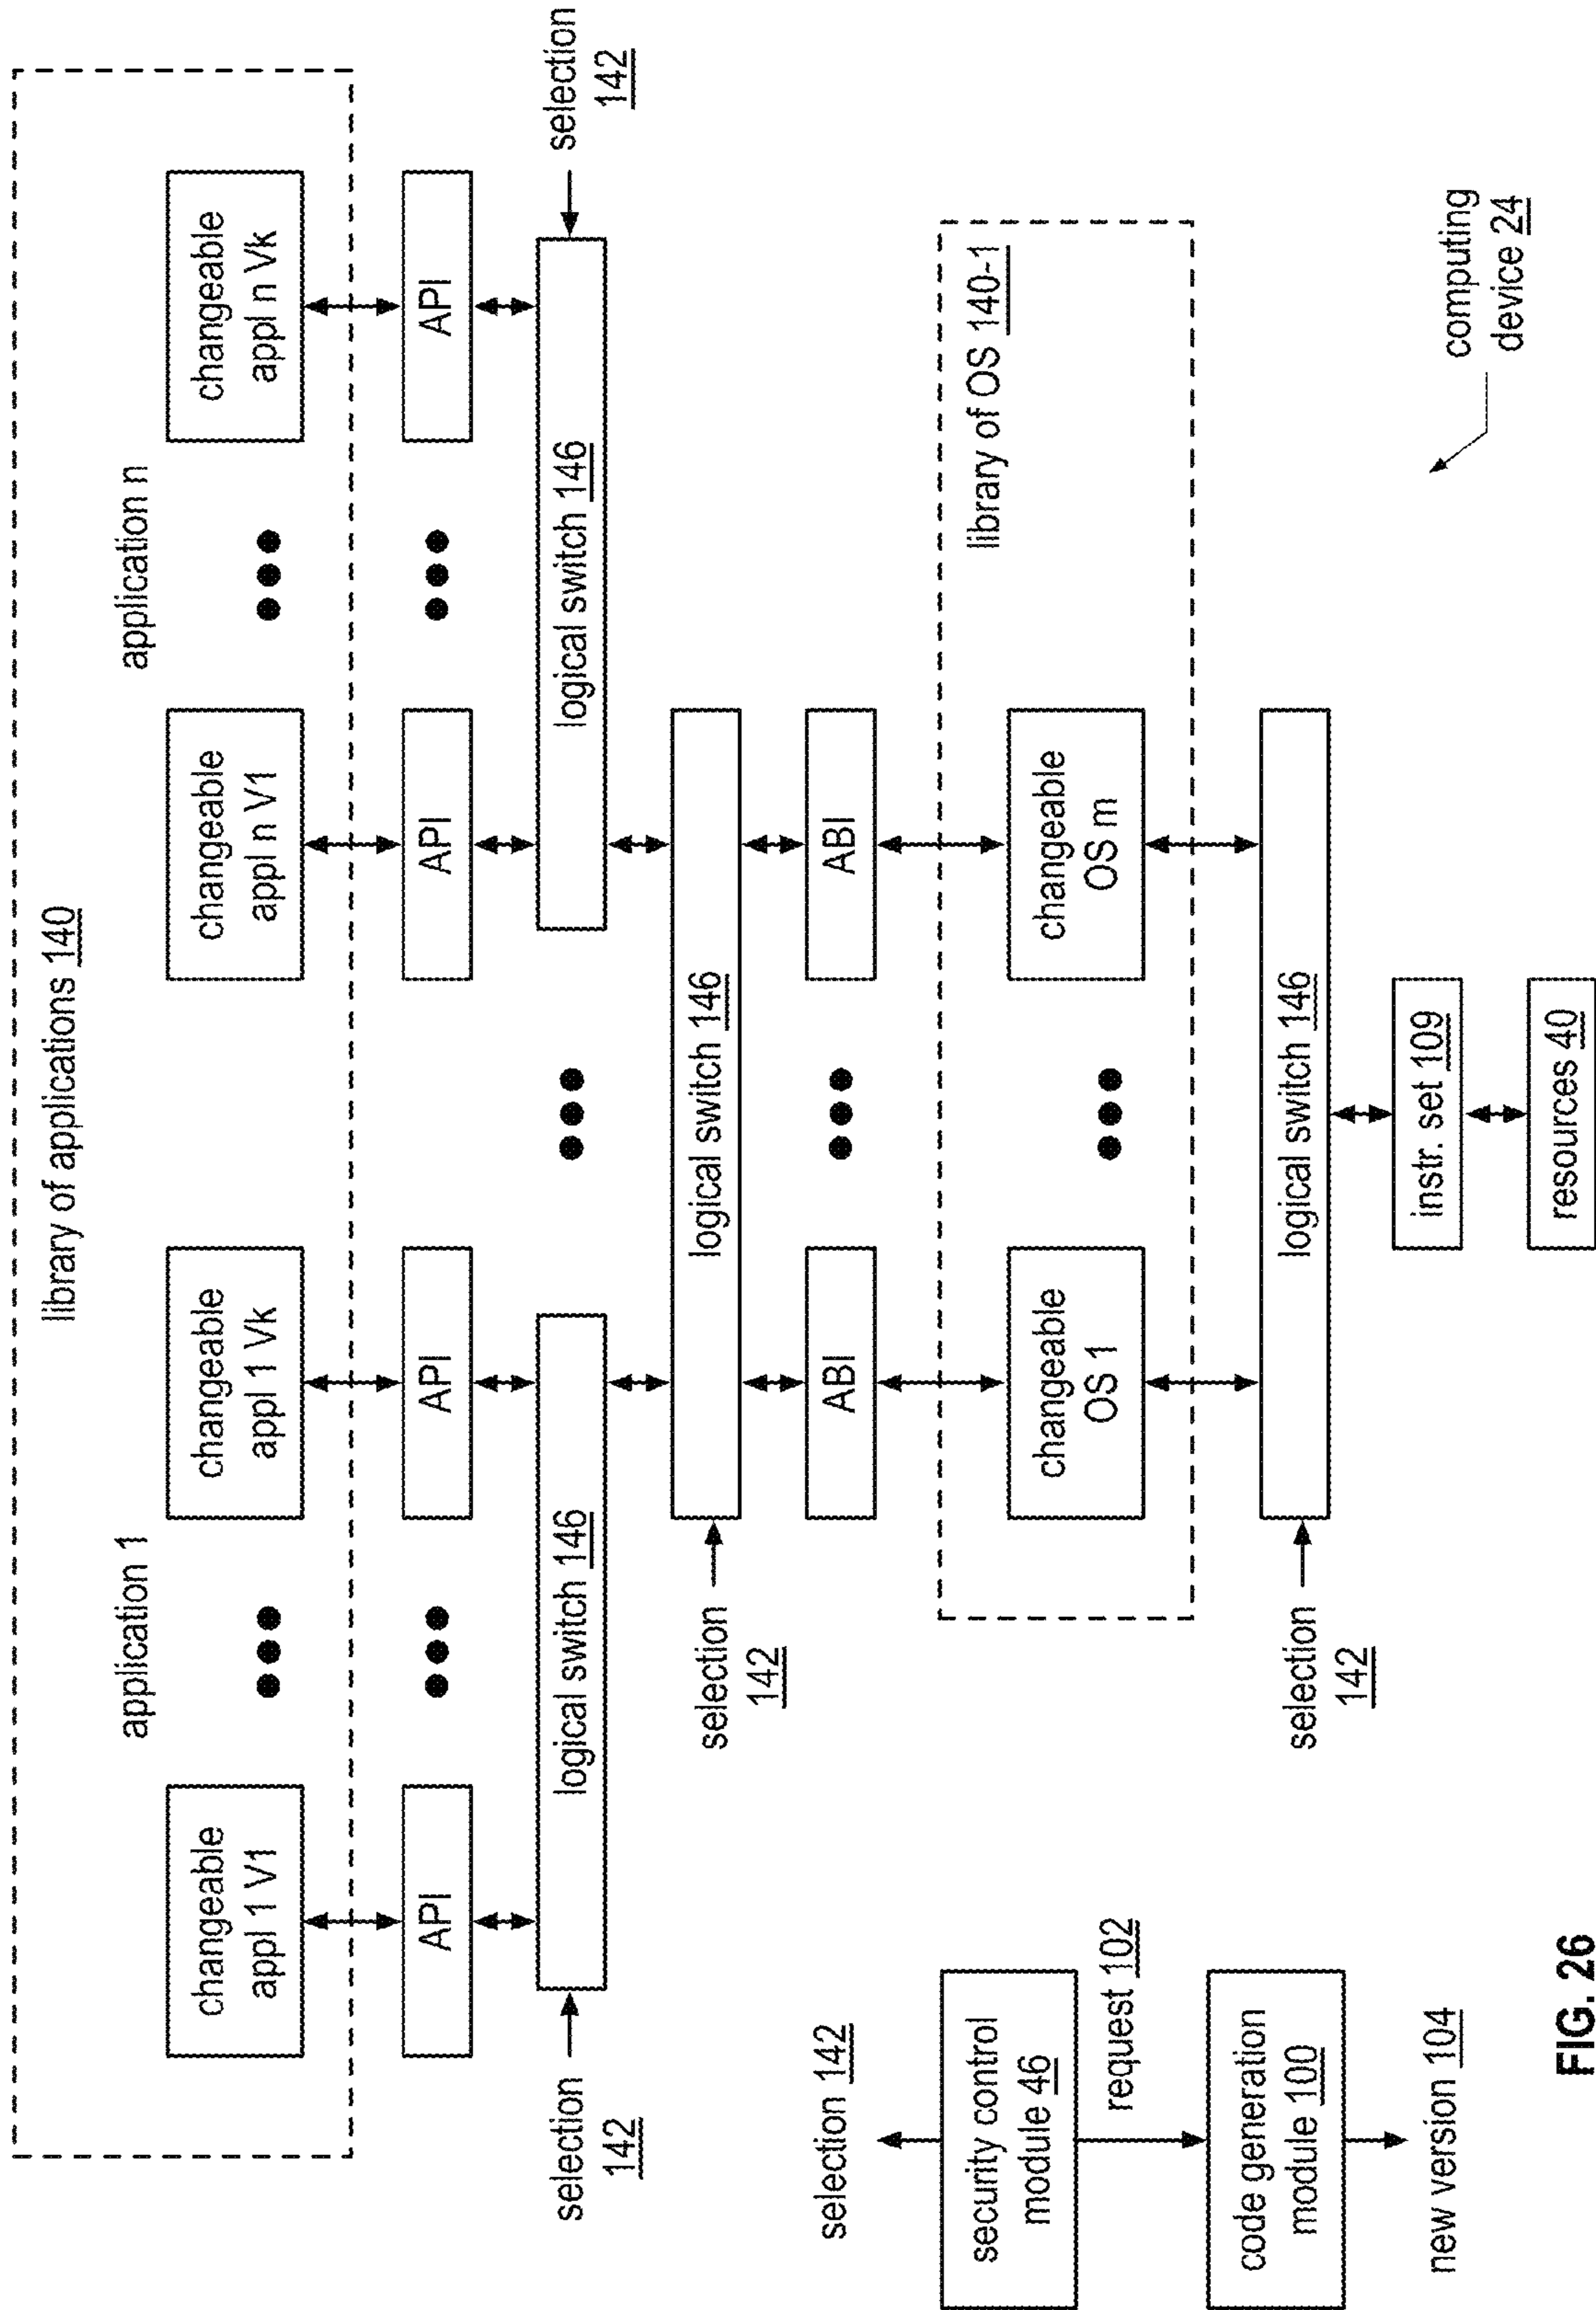 library of applications 140
application 1
application n
changeable
appl 1 V1
changeable
appl 1 Vk
changeable
appl n V1
changeable
appl n Vk
API
API
API
API
selection
142
logical switch 146
logical switch 146
selection
142
selection
142
logical switch 146
ABI
ABI
library of OS 140-1
changeable
OS 1
changeable
OS m
selection
142
logical switch 146
instr. set 109
resources 40
computing
device 24
selection 142
security control
module 46
request 102
code generation
module 100
new version 104
FIG. 26